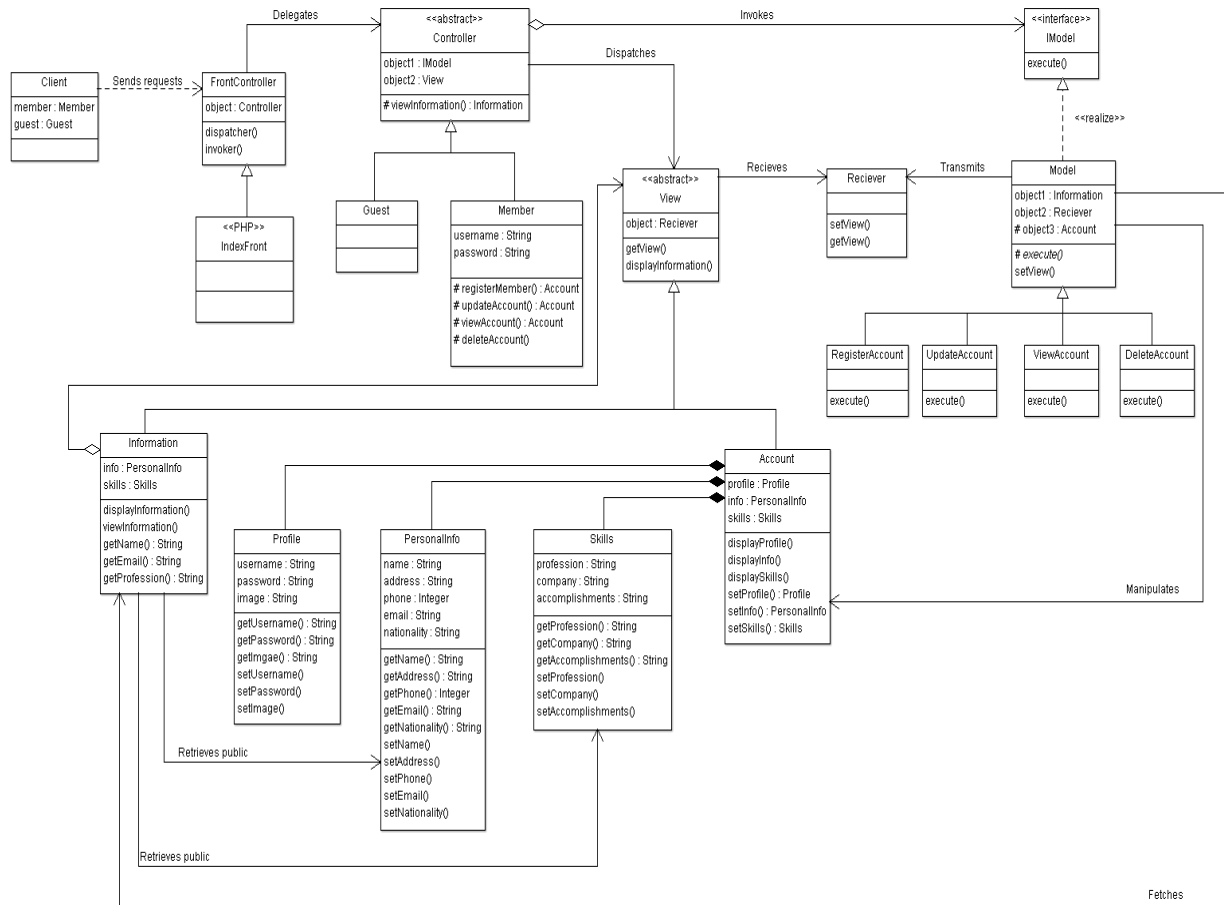 Delegates
<<abstract>>
Controller
object1 : IModel
object2 : View
# viewInformation() : Information
Invokes
<<interface>>
IModel
execute()
Dispatches
Client
member : Member
guest : Guest
Sends requests
FrontController
object : Controller
dispatcher()
invoker()
<<realize>>
<<abstract>>
View
object : Reciever
getView()
displayInformation()
Recieves
Reciever
setView()
getView()
Transmits
Model
object1 : Information
object2 : Reciever
# object3 : Account
# execute()
setView()
<<PHP>>
IndexFront
Guest
Member
username : String
password : String
# registerMember() : Account
# updateAccount() : Account
# viewAccount() : Account
# deleteAccount()
RegisterAccount
execute()
UpdateAccount
execute()
ViewAccount
execute()
DeleteAccount
execute()
Information
info : PersonalInfo
skills : Skills
displayInformation()
viewInformation()
getName() : String
getEmail() : String
getProfession() : String
Profile
username : String
password : String
image : String
getUsername() : String
getPassword() : String
getImgae() : String
setUsername()
setPassword()
setImage()
PersonalInfo
name : String
address : String
phone : Integer
email : String
nationality : String
getName() : String
getAddress() : String
getPhone() : Integer
getEmail() : String
getNationality() : String
setName()
setAddress()
setPhone()
setEmail()
setNationality()
Skills
profession : String
company : String
accomplishments : String
getProfession() : String
getCompany() : String
getAccomplishments() : String
setProfession()
setCompany()
setAccomplishments()
Account
profile : Profile
info : PersonalInfo
skills : Skills
displayProfile()
displayInfo()
displaySkills()
setProfile() : Profile
setInfo() : PersonalInfo
setSkills() : Skills
Manipulates
Retrieves public
Retrieves public
Fetches